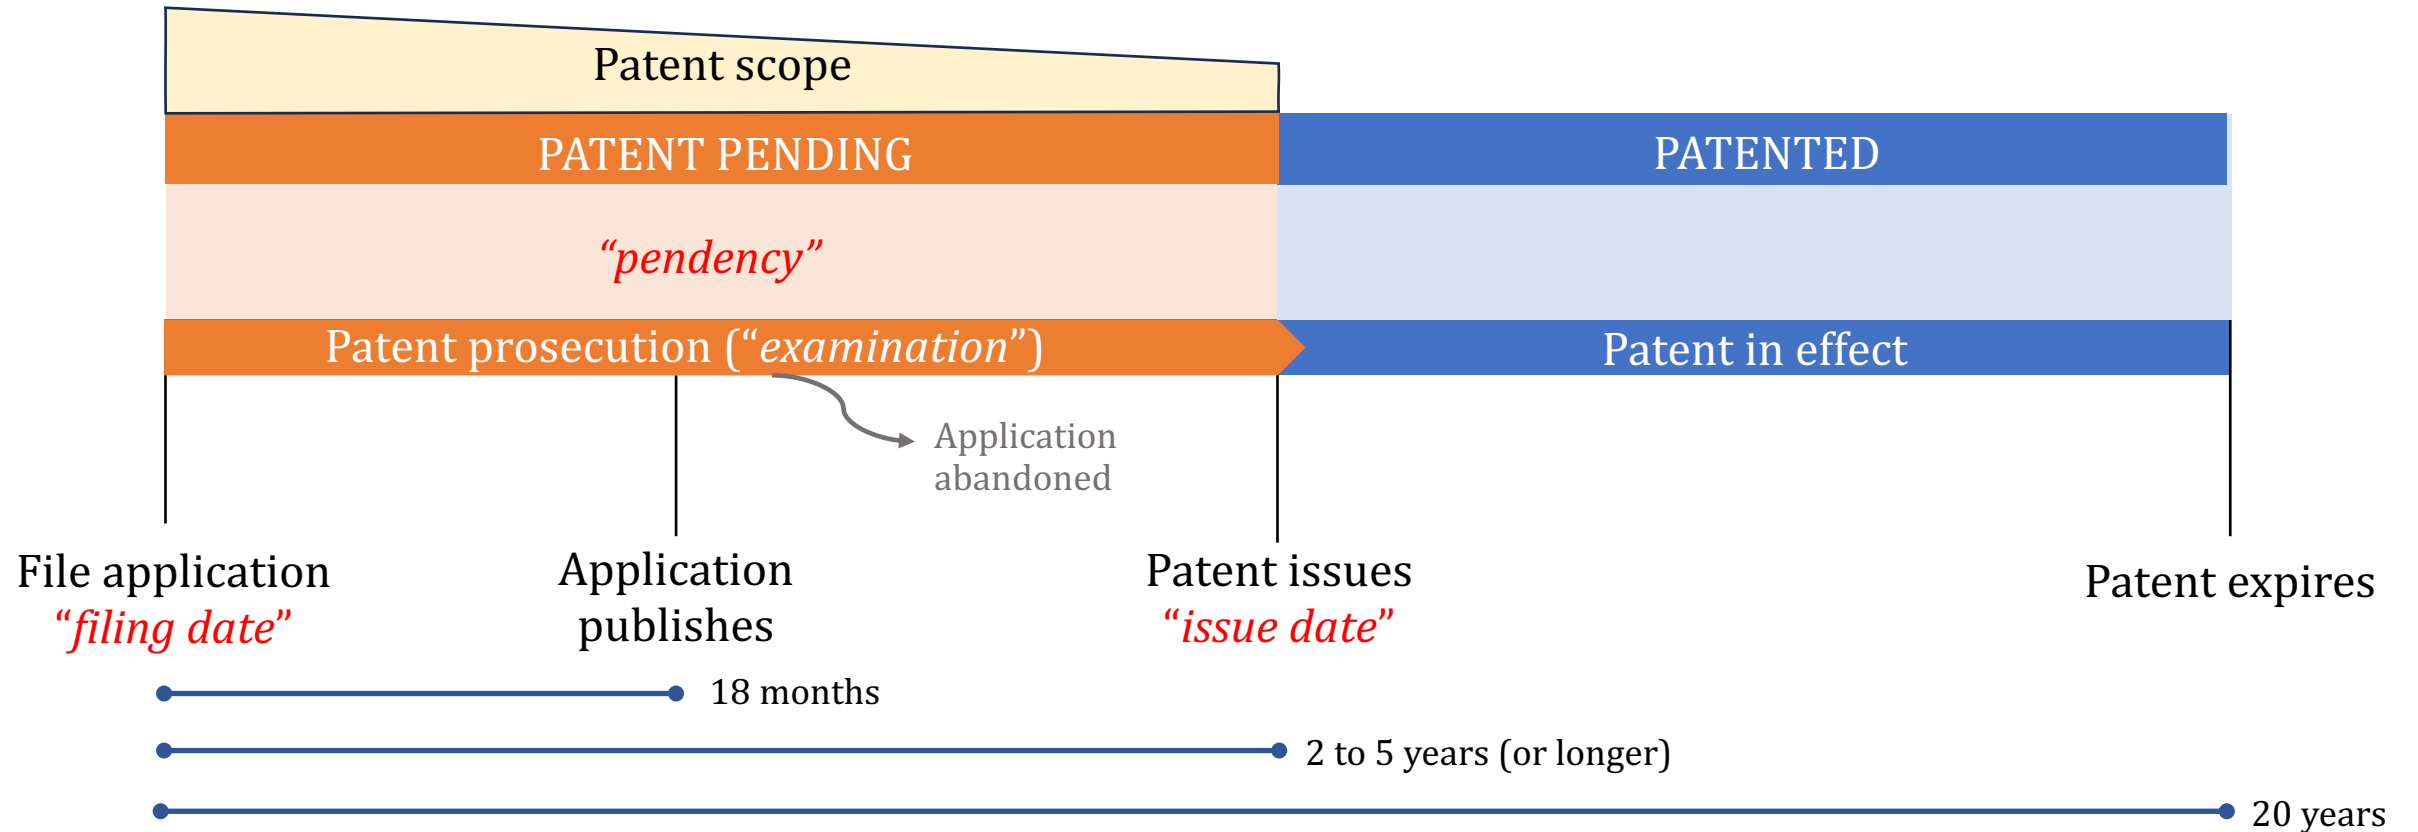 Patent scope
PATENT PENDING
PATENTED
“pendency”
Patent prosecution (“examination”)
Patent in effect
Application
abandoned
File application
“filing date”
Application
publishes
Patent issues
“issue date”
Patent expires
18 months
2 to 5 years (or longer)
20 years